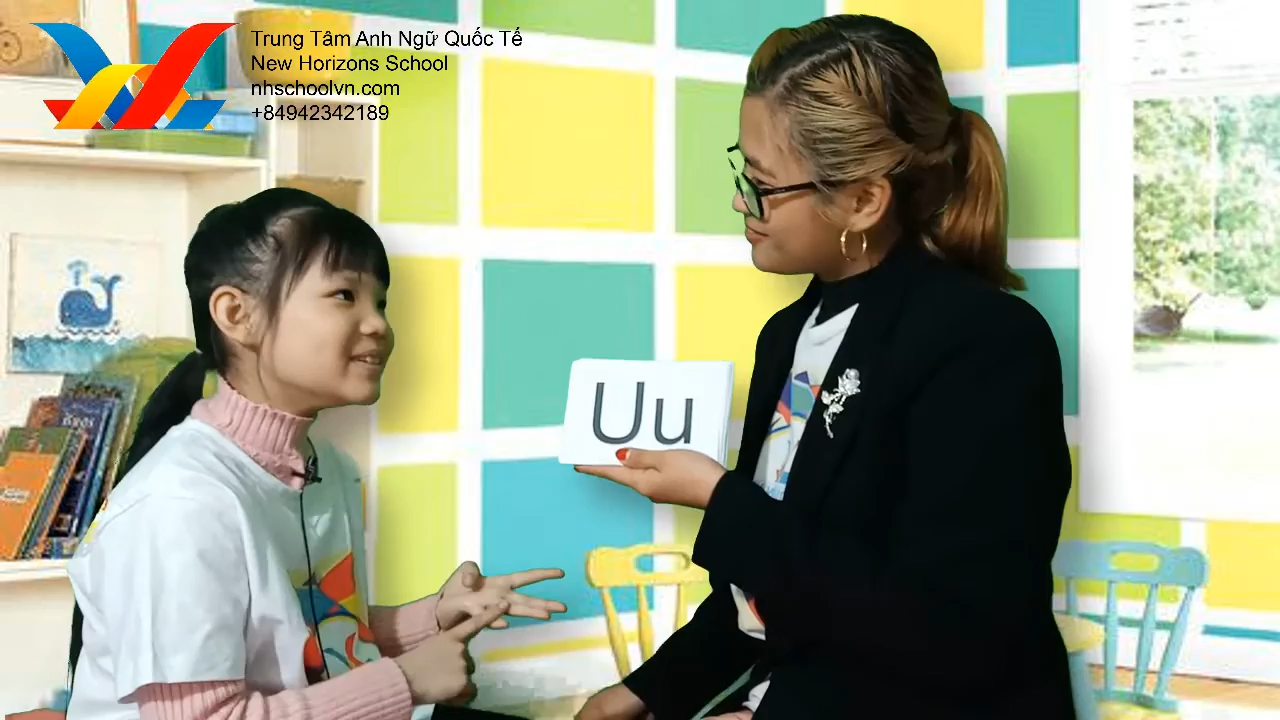 Trung Tâm Anh Ngữ Quốc Tế
New Horizons School
nhschoolvn.com
+84942342189
Uu